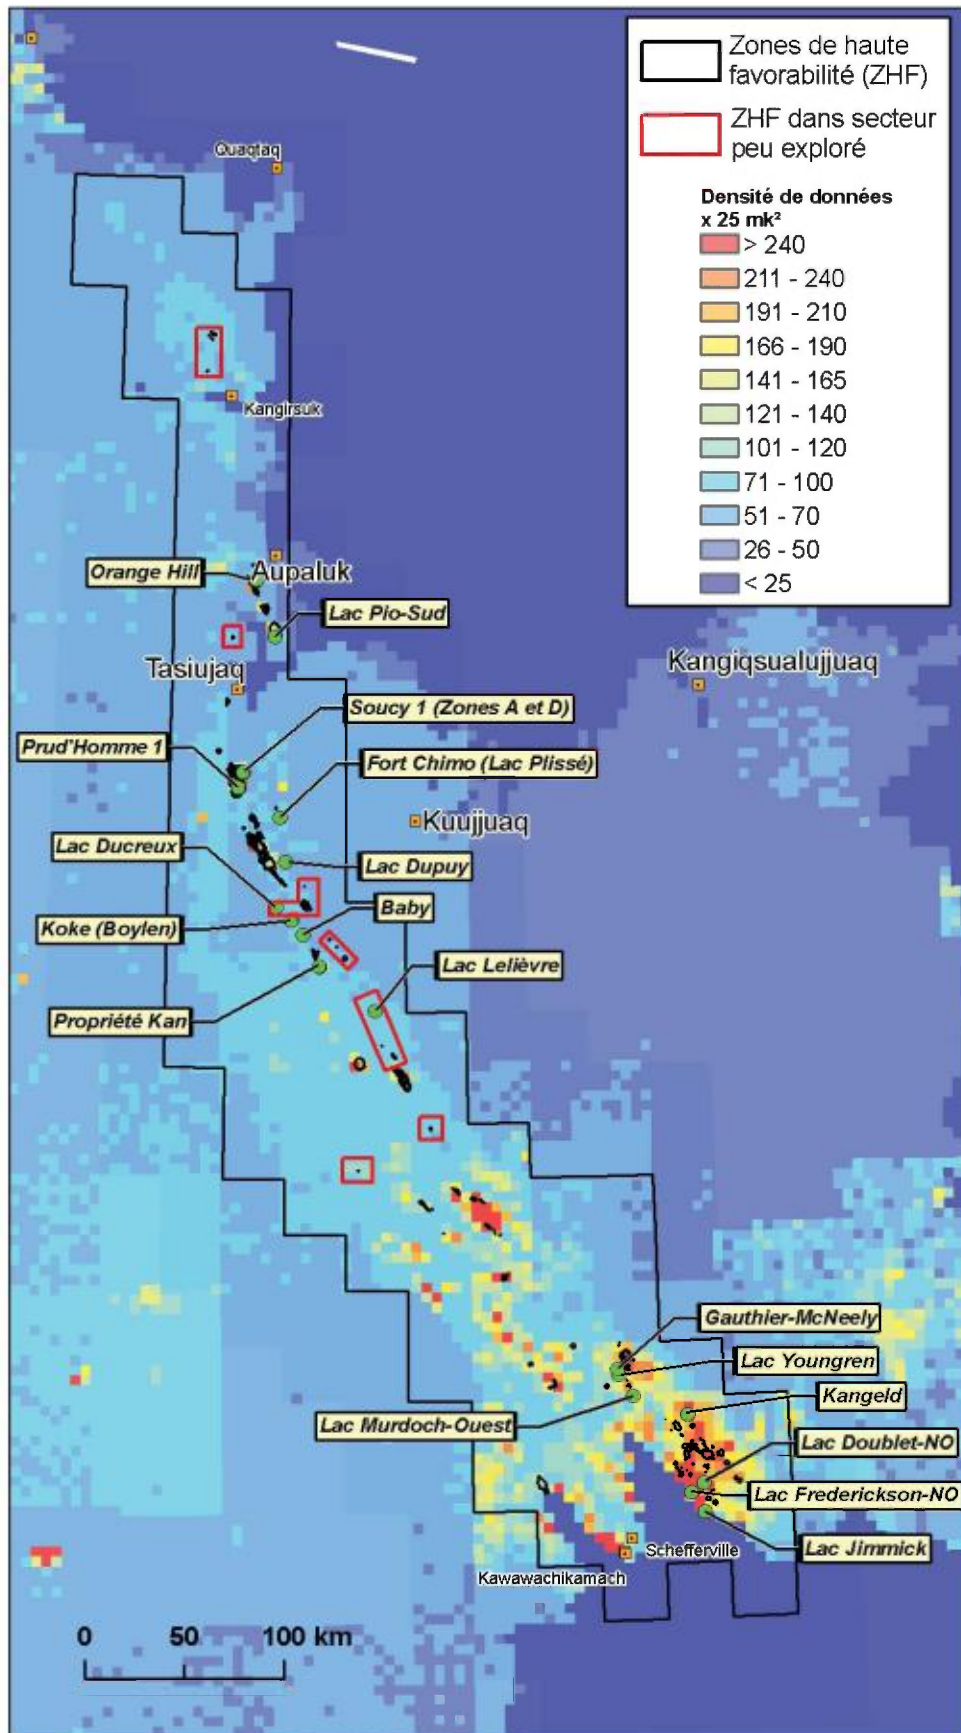 Zones de haute
favorabilité (ZHF)
ZHF dans secteur
peu exploré
Densité de données
x 25 mk²
> 240
211 - 240
191 - 210
166 - 190
141 - 165
121 - 140
101 - 120
71 - 100
51 - 70
26 - 50
< 25
Quaqtaq
Kangirsuk
Orange Hill
Aupaluk
Lac Pio-Sud
Tasiujaq
Kangiqsualujjuaq
Soucy 1 (Zones A et D)
Prud'Homme 1
Fort Chimo (Lac Plissé)
Kuujjuaq
Lac Ducreux
Lac Dupuy
Baby
Koke (Boylen)
Lac Lelièvre
Propriété Kan
Gauthier-McNeely
Lac Youngren
Kangeld
Lac Murdoch-Ouest
Lac Doublet-NO
Lac Frederickson-NO
Lac Jimmick
Schefferville
Kawawachikamach
0 50 100 km